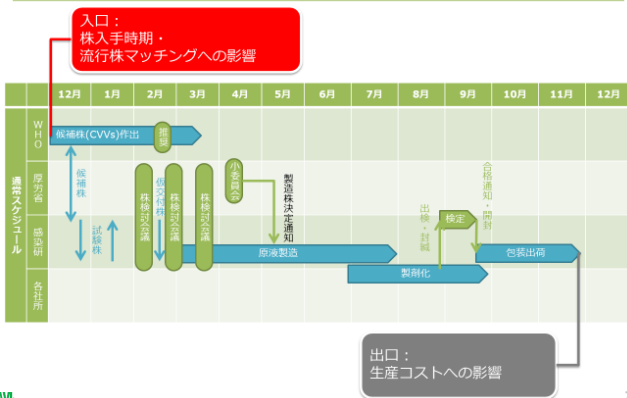 入口：
株入手時期・
流行株マッチングへの影響
12月 1月 2月 3月 4月 5月 6月 7月 8月 9月 10月 11月 12月
通常スケジュール
WHO
候補株(CVVs)作出
推奨
厚労省
候補株
株検討会議
仮交付株
株検討会議
株検討会議
小委員会
製造株決定通知
出検・封緘
検定
合格通知・開封
感染研
試験株
原液製造
包装出荷
製剤化
各社所
出口：
生産コストへの影響